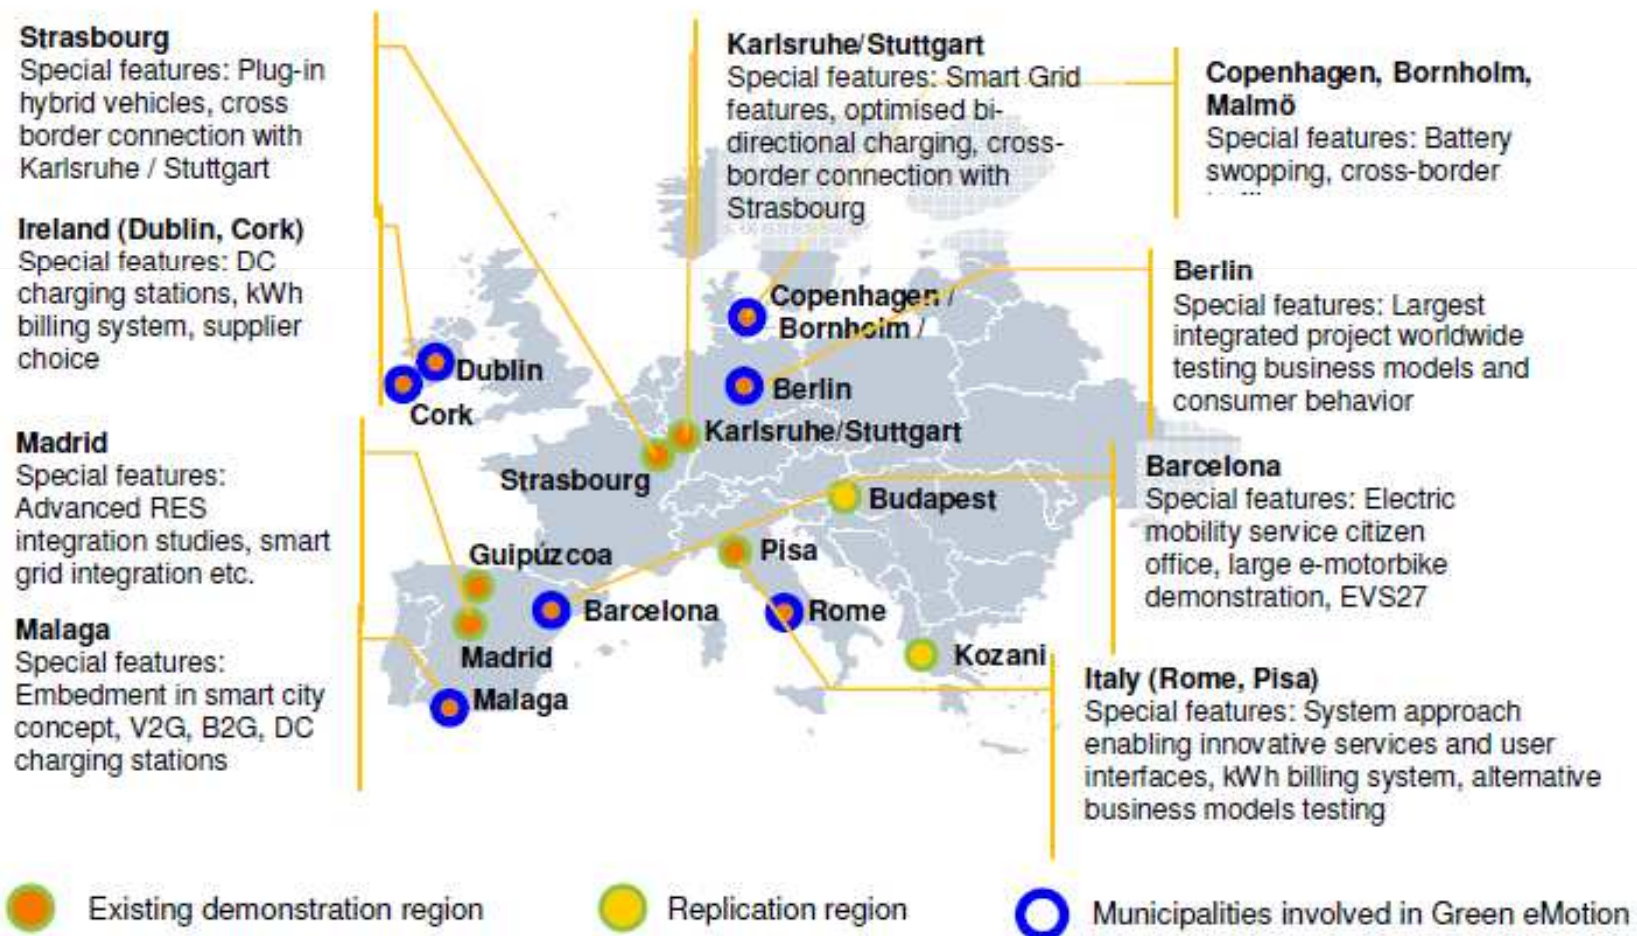 Strasbourg
Special features: Plug-in
hybrid vehicles, cross
border connection with
Karlsruhe / Stuttgart
Ireland (Dublin, Cork)
Special features: DC
charging stations, kWh
billing system, supplier
choice
Madrid
Special features:
Advanced RES
integration studies, smart
grid integration etc.
Malaga
Special features:
Embedment in smart city
concept, V2G, B2G, DC
charging stations
Karlsruhe/Stuttgart
Special features: Smart Grid
features, optimised bi-
directional charging, cross-
border connection with
Strasbourg
Copenhagen, Bornholm,
Malmö
Special features: Battery
swopping, cross-border
Berlin
Special features: Largest
integrated project worldwide
testing business models and
consumer behavior
Barcelona
Special features: Electric
mobility service citizen
office, large e-motorbike
demonstration, EVS27
Italy (Rome, Pisa)
Special features: System approach
enabling innovative services and user
interfaces, kWh billing system, alternative
business models testing
Copenhagen /
Bornholm /
Dublin
Cork
Berlin
Karlsruhe/Stuttgart
Strasbourg
Budapest
Guipúzcoa
Pisa
Barcelona
Rome
Madrid
Kozani
Malaga
Existing demonstration region
Replication region
Municipalities involved in Green eMotion